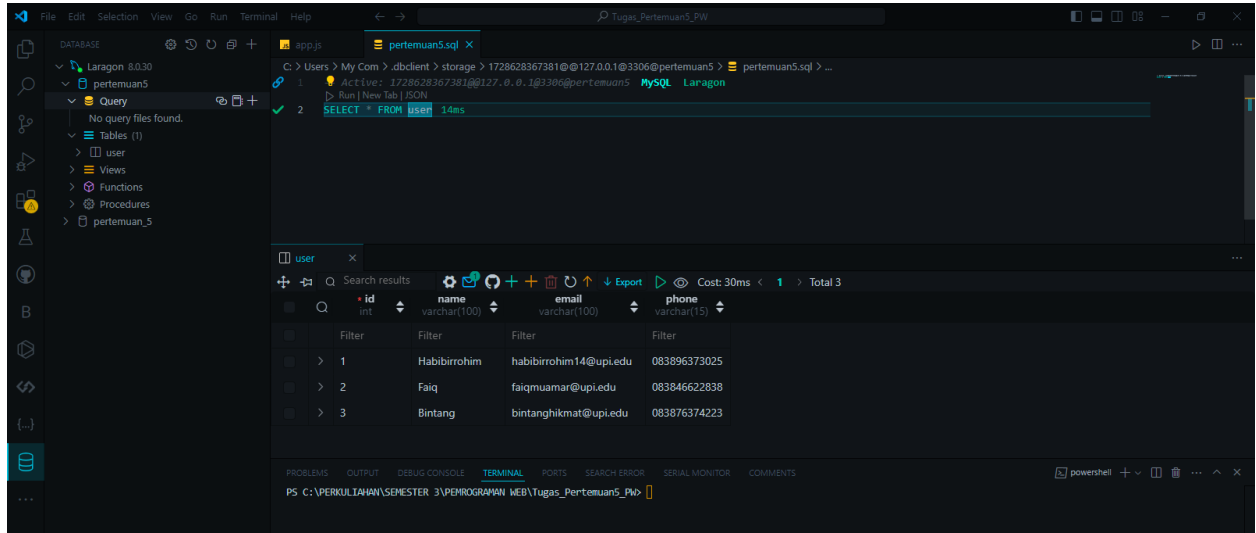 File Edit Selection View Go Run Terminal Help
Tugas_Pertemuan5_PW
DATABASE
Laragon 8.0.30
pertemuan5
Query
No query files found.
Tables (1)
user
Views
Functions
Procedures
pertemuan_5
app.js
pertemuan5.sql
C: > Users > My Com > .dbclient > storage > 1728628367381@@127.0.0.1@3306@pertemuan5 > pertemuan5.sql > ...
1 Active: 1728628367381@@127.0.0.1@3306@pertemuan5 MySQL Laragon
Run | New Tab | JSON
2 SELECT * FROM user 14ms
user
Search results 1 Export Cost: 30ms < 1 > Total 3
* id name email phone
int varchar(100) varchar(100) varchar(15)
Filter Filter Filter Filter
1 Habibirrohim habibirrohim14@upi.edu 083896373025
2 Faiq faiqmuamar@upi.edu 083846622838
3 Bintang bintanghikmat@upi.edu 083876374223
PROBLEMS OUTPUT DEBUG CONSOLE TERMINAL PORTS SEARCH ERROR SERIAL MONITOR COMMENTS
powershell
PS C:\PERKULIAHAN\SEMESTER 3\PEMROGRAMAN WEB\Tugas_Pertemuan5_PW>